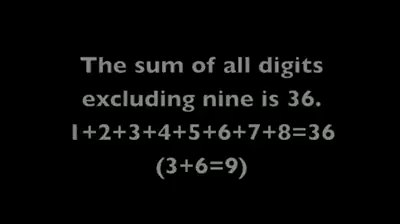 The sum of all digits
excluding nine is 36.
1+2+3+4+5+6+7+8=36
(3+6=9)